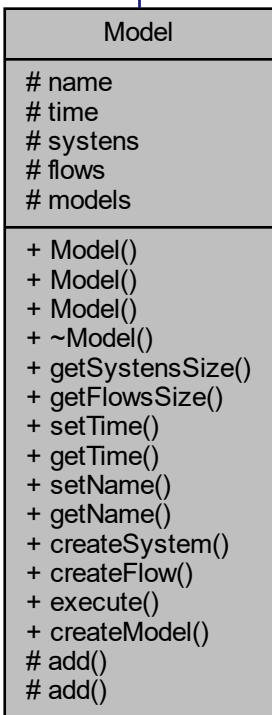 Model
# name
# time
# systens
# flows
# models
+ Model()
+ Model()
+ Model()
+ ~Model()
+ getSystensSize()
+ getFlowsSize()
+ setTime()
+ getTime()
+ setName()
+ getName()
+ createSystem()
+ createFlow()
+ execute()
+ createModel()
# add()
# add()